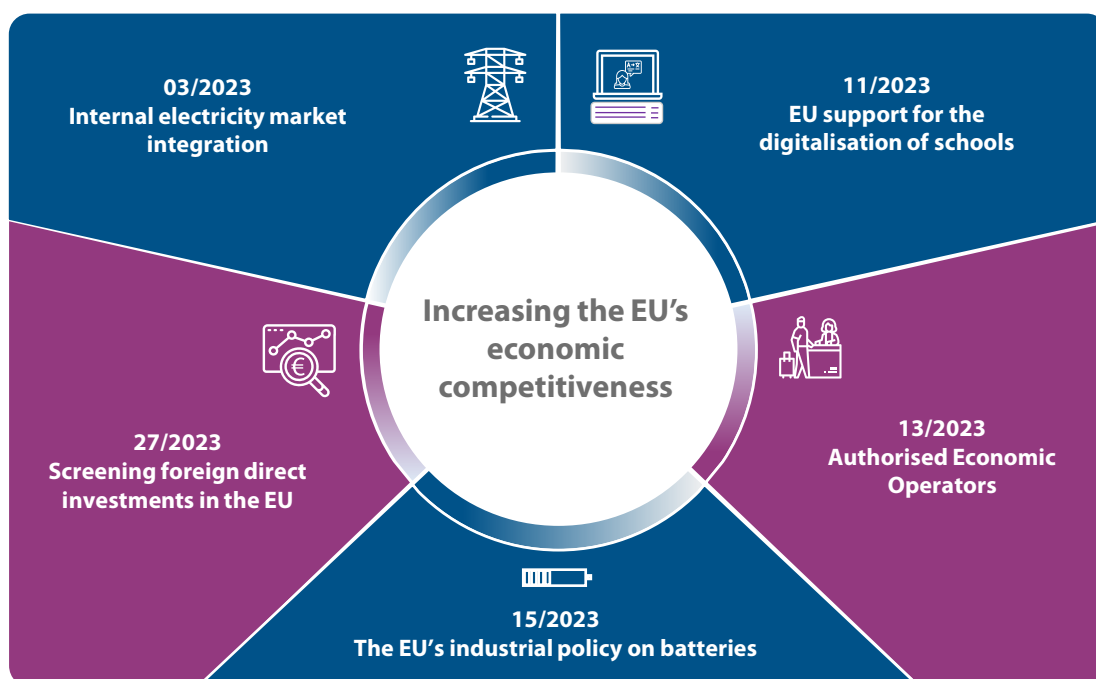 03/2023
Internal electricity market
integration
11/2023
EU support for the
digitalisation of schools
Increasing the EU's
economic
competitiveness
27/2023
Screening foreign direct
investments in the EU
13/2023
Authorised Economic
Operators
15/2023
The EU's industrial policy on batteries